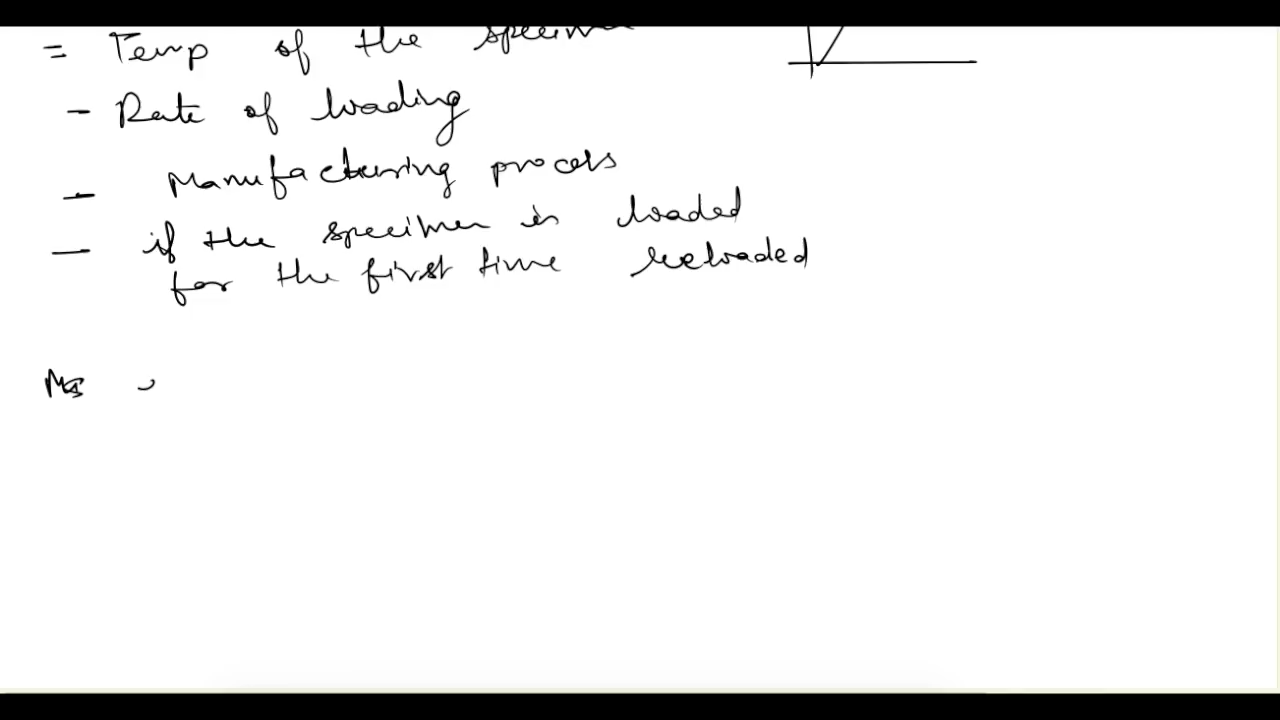 = Temp of the specimen
- Rate of loading
- Manufacturing process
- if the specimen is loaded
for the first time reloaded
Ms